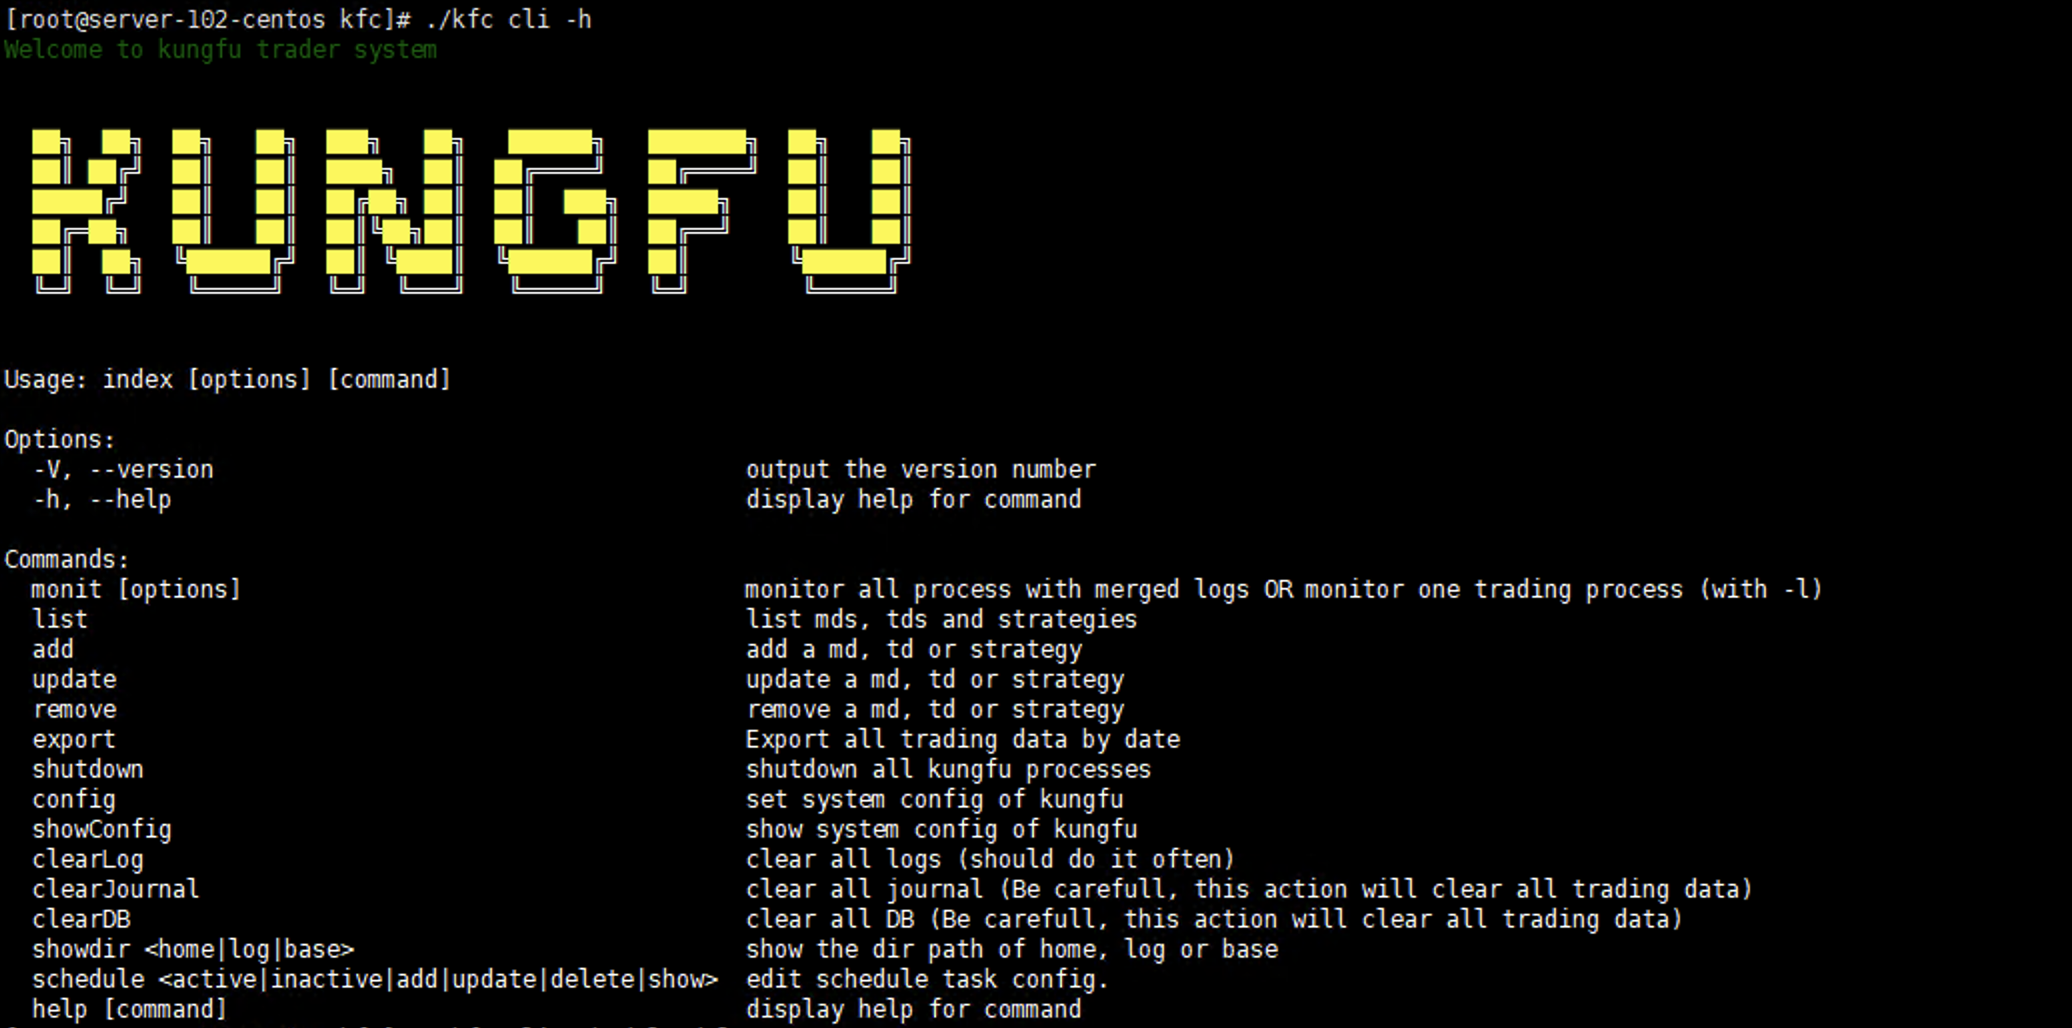 [root@server-102-centos kfc]# ./kfc cli -h
Welcome to kungfu trader system
KUNGFU
Usage: index [options] [command]
Options:
-V, --version output the version number
-h, --help display help for command
Commands:
monit [options] monitor all process with merged logs OR monitor one trading process (with -l)
list list mds, tds and strategies
add add a md, td or strategy
update update a md, td or strategy
remove remove a md, td or strategy
export Export all trading data by date
shutdown shutdown all kungfu processes
config set system config of kungfu
showConfig show system config of kungfu
clearLog clear all logs (should do it often)
clearJournal clear all journal (Be carefull, this action will clear all trading data)
clearDB clear all DB (Be carefull, this action will clear all trading data)
showdir <home|log|base> show the dir path of home, log or base
schedule <active|inactive|add|update|delete|show> edit schedule task config.
help [command] display help for command